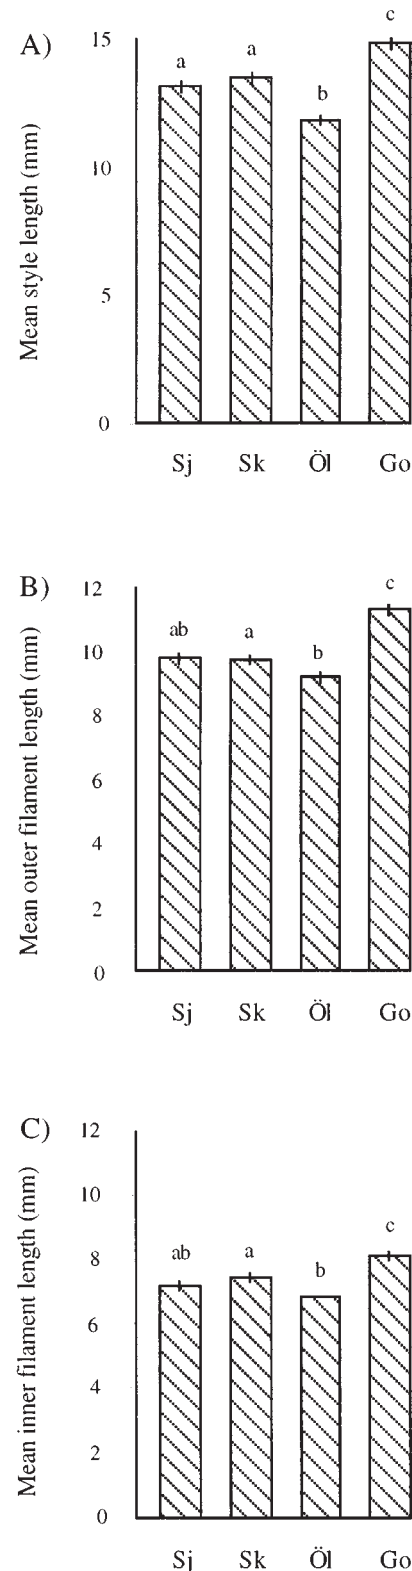 A)
Mean style length (mm)
15
10
5
0
a
a
b
c
Sj Sk Öl Go
B)
Mean outer filament length (mm)
12
10
8
6
4
2
0
ab
a
b
c
Sj Sk Öl Go
C)
Mean inner filament length (mm)
12
10
8
6
4
2
0
ab
a
b
c
Sj Sk Öl Go